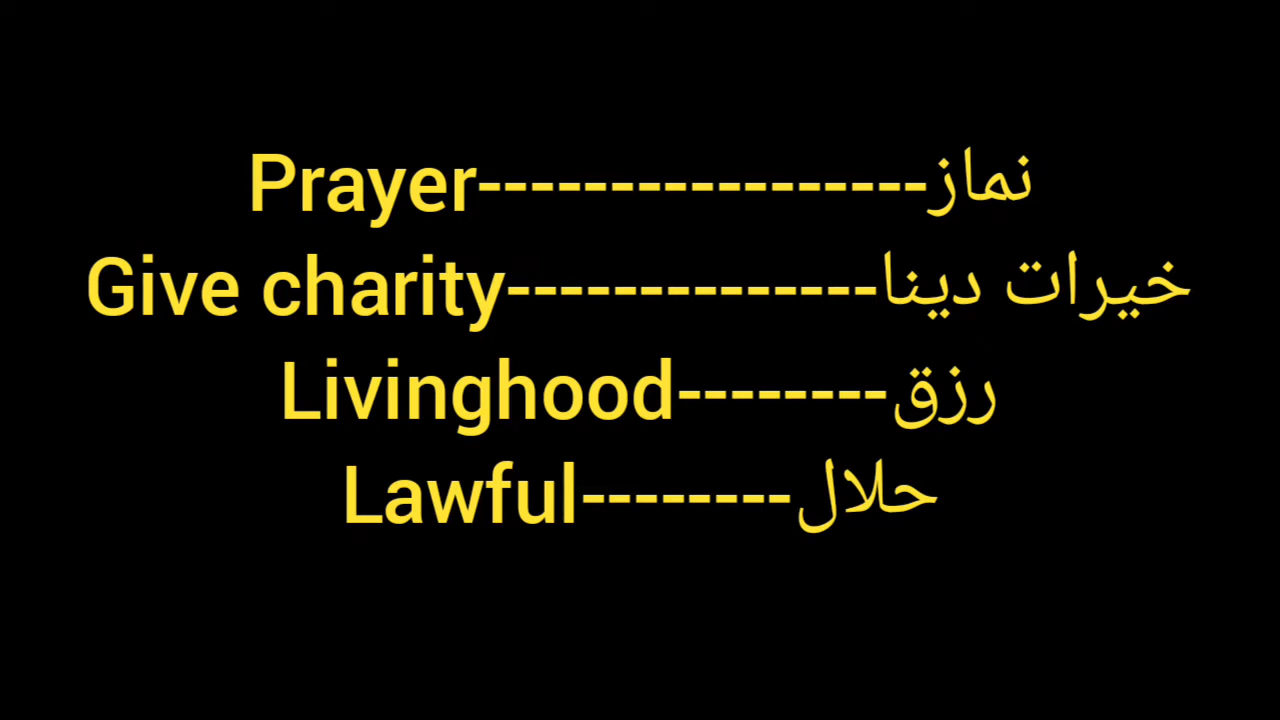 Prayer-----------------نماز
Give charity--------------خیرات دینا
Livinghood--------رزق
Lawful--------حلال